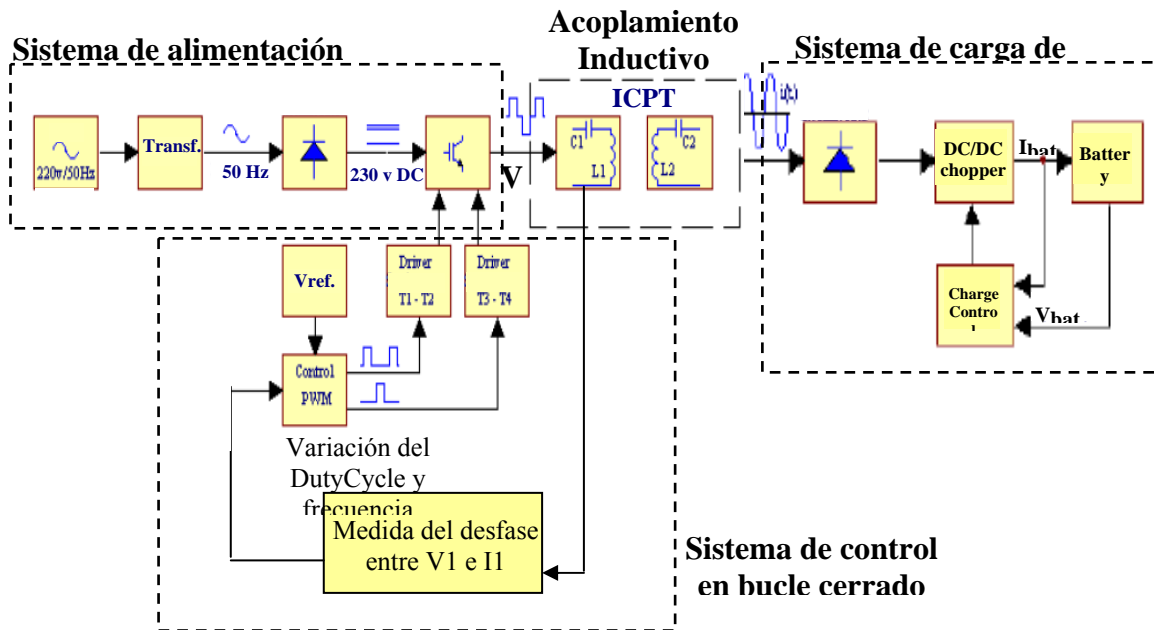 Sistema de alimentación
Acoplamiento
Inductivo
Sistema de carga de
ICPT
220v/50Hz
Transf.
50 Hz
230 v DC
V
C1
L1
C2
L2
i(t)
DC/DC
chopper
Ibat.
Batter
y
Charge
Contro
l
Vbat.
Vref.
Driver
T1 - T2
Driver
T3 - T4
Control
PWM
Variación del
DutyCycle y
frecuencia
Medida del desfase
entre V1 e I1
Sistema de control
en bucle cerrado